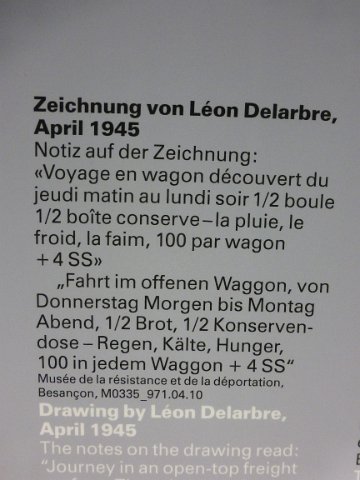 Zeichnung von Léon Delarbre,
April 1945
Notiz auf der Zeichnung:
«Voyage en wagon découvert du
jeudi matin au lundi soir 1/2 boule
1/2 boîte conserve – la pluie, le
froid, la faim, 100 par wagon
+ 4 SS»
„Fahrt im offenen Waggon, von
Donnerstag Morgen bis Montag
Abend, 1/2 Brot, 1/2 Konserven-
dose – Regen, Kälte, Hunger,
100 in jedem Waggon + 4 SS“
Musée de la résistance et de la déportation,
Besançon, M0335_971.04.10
Drawing by Léon Delarbre,
April 1945
The notes on the drawing read:
“Journey in an open-top freight